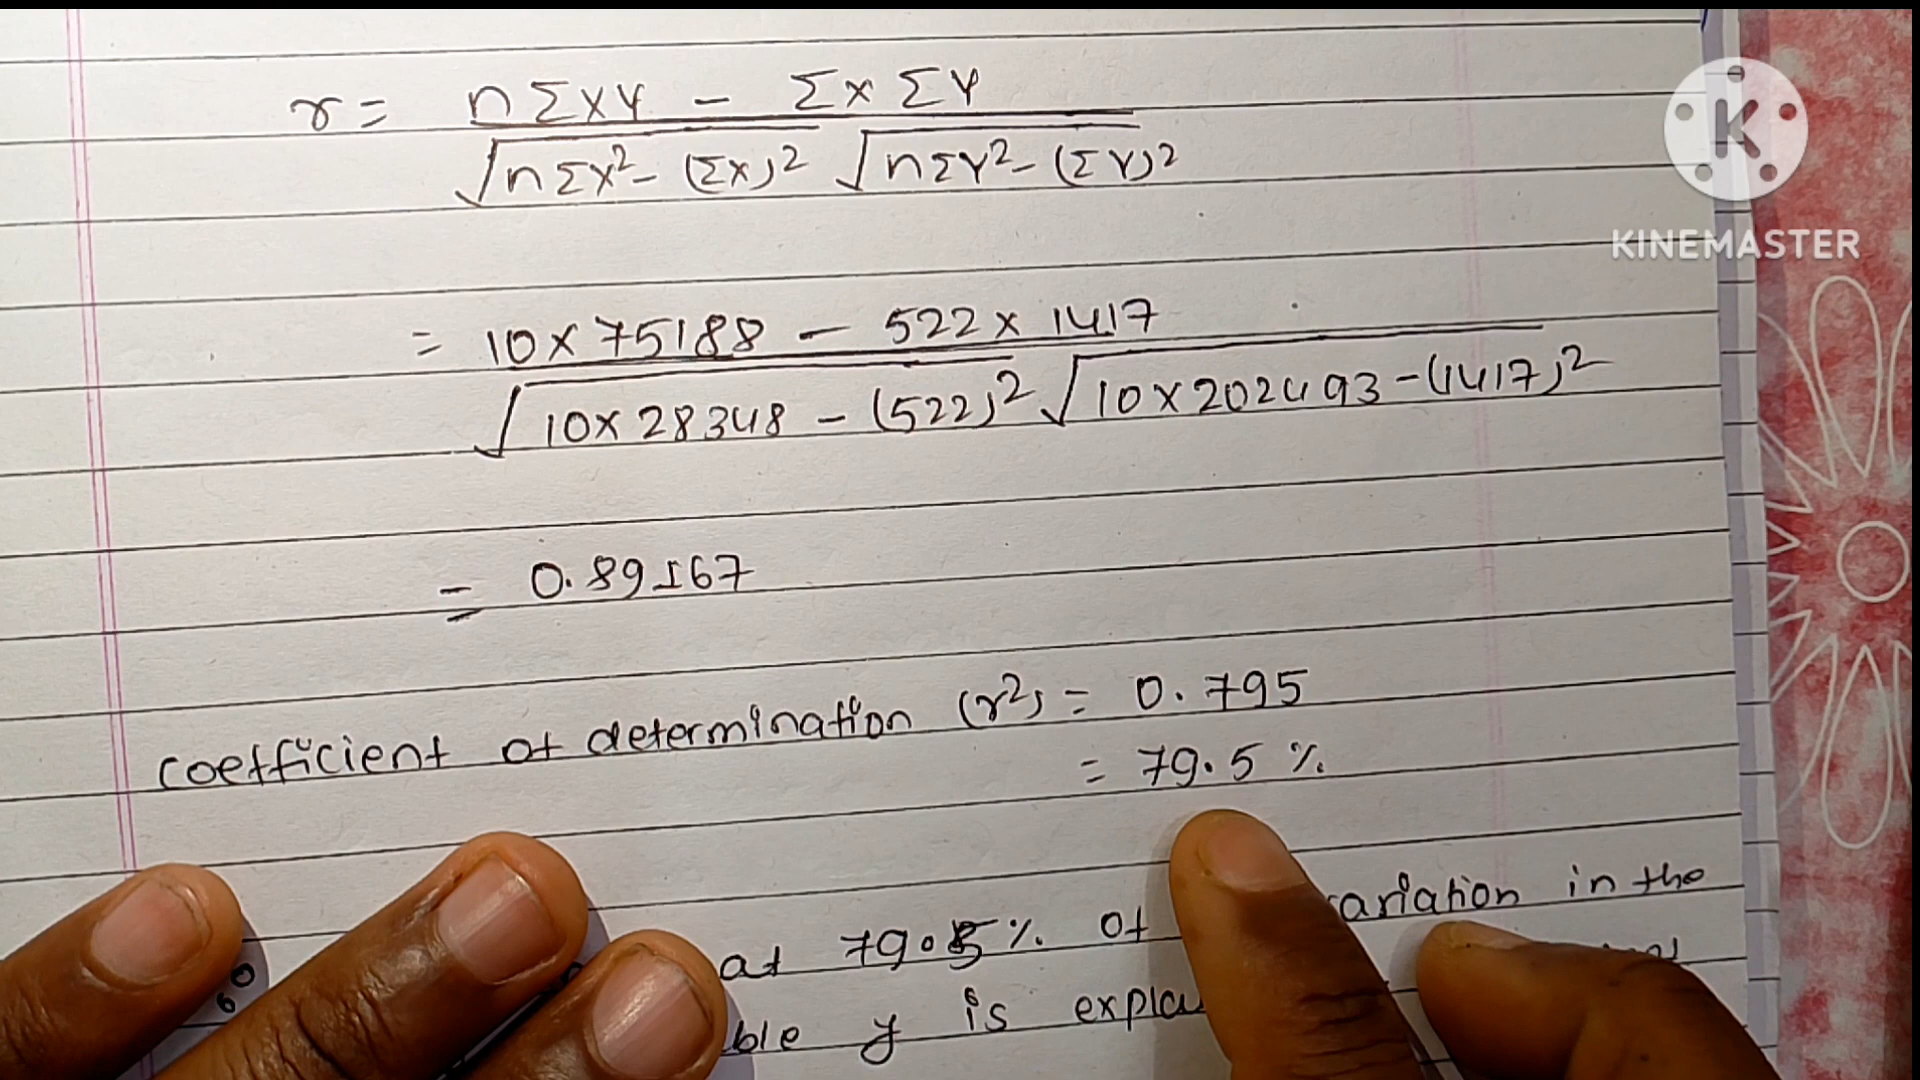 r = nΣXY - ΣXΣY
√nΣX² - (ΣX)² √nΣY² - (ΣY)²
= 10×75188 - 522×1417
√10×28348 - (522)² √10×202493 - (1417)²
= 0.89167
coefficient of determination (r²) = 0.795
= 79.5 %.
at 79.5 %. of variation in the
ble y is
K
KINEMASTER